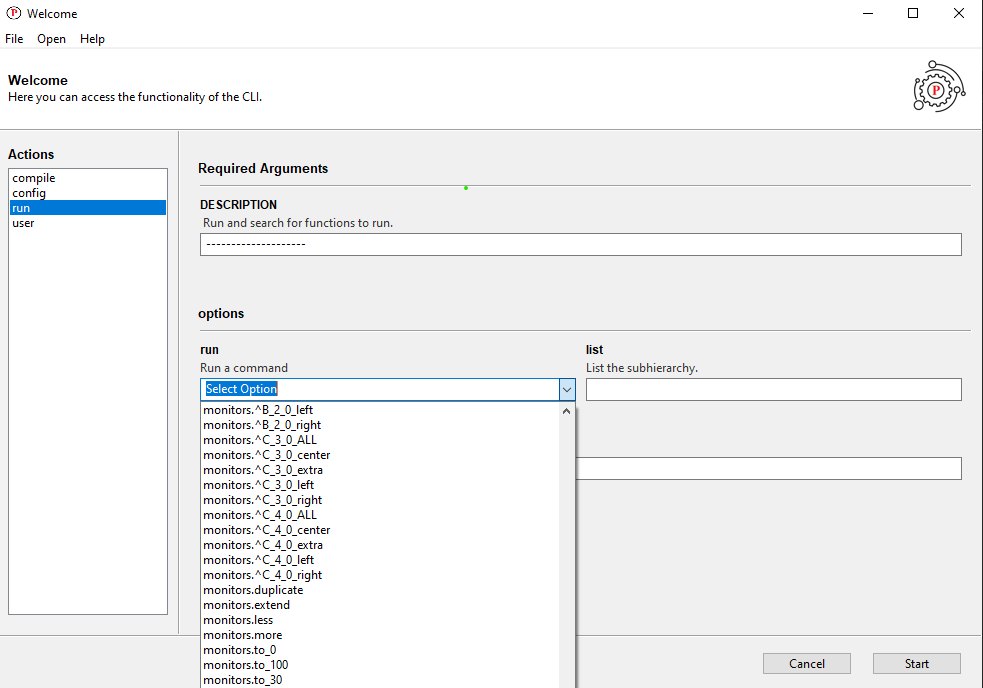 Welcome
File Open Help
Welcome
Here you can access the functionality of the CLI.
P
Actions
compile
config
run
user
Required Arguments
DESCRIPTION
Run and search for functions to run.
--------------------
options
run
Run a command
Select Option
monitors.^B_2_0_left
monitors.^B_2_0_right
monitors.^C_3_0_ALL
monitors.^C_3_0_center
monitors.^C_3_0_extra
monitors.^C_3_0_left
monitors.^C_3_0_right
monitors.^C_4_0_ALL
monitors.^C_4_0_center
monitors.^C_4_0_extra
monitors.^C_4_0_left
monitors.^C_4_0_right
monitors.duplicate
monitors.extend
monitors.less
monitors.more
monitors.to_0
monitors.to_100
monitors.to_30
list
List the subhierarchy.
Cancel
Start